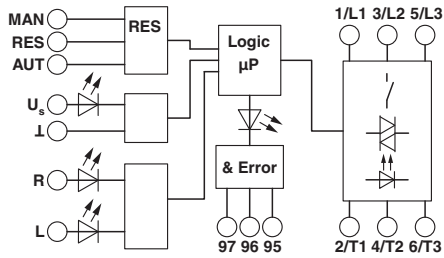 MAN
RES
AUT
RES
Us
⊥
R
L
Logic
µP
& Error
97 96 95
1/L1 3/L2 5/L3
2/T1 4/T2 6/T3